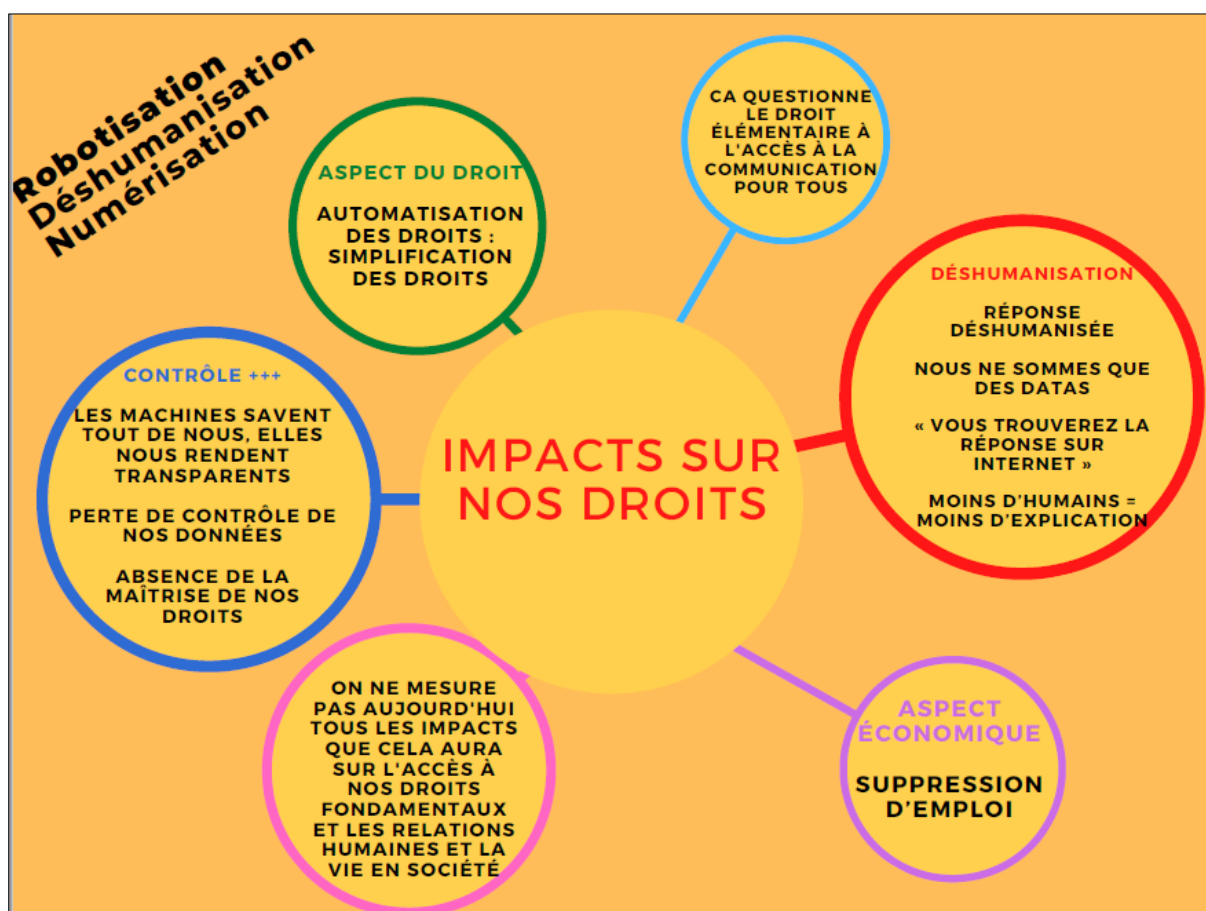 Robotisation
Déshumanisation
Numérisation
ASPECT DU DROIT
AUTOMATISATION
DES DROITS :
SIMPLIFICATION
DES DROITS
CA QUESTIONNE
LE DROIT
ÉLÉMENTAIRE À
L'ACCÈS À LA
COMMUNICATION
POUR TOUS
DÉSHUMANISATION
RÉPONSE
DÉSHUMANISÉE
NOUS NE SOMMES QUE
DES DATAS
« VOUS TROUVEREZ LA
RÉPONSE SUR
INTERNET »
MOINS D'HUMAINS =
MOINS D'EXPLICATION
CONTRÔLE +++
LES MACHINES SAVENT
TOUT DE NOUS, ELLES
NOUS RENDENT
TRANSPARENTS
PERTE DE CONTRÔLE DE
NOS DONNÉES
ABSENCE DE LA
MAÎTRISE DE NOS
DROITS
IMPACTS SUR
NOS DROITS
ON NE MESURE
PAS AUJOURD'HUI
TOUS LES IMPACTS
QUE CELA AURA
SUR L'ACCÈS À
NOS DROITS
FONDAMENTAUX
ET LES RELATIONS
HUMAINES ET LA
VIE EN SOCIÉTÉ
ASPECT
ÉCONOMIQUE
SUPPRESSION
D'EMPLOI